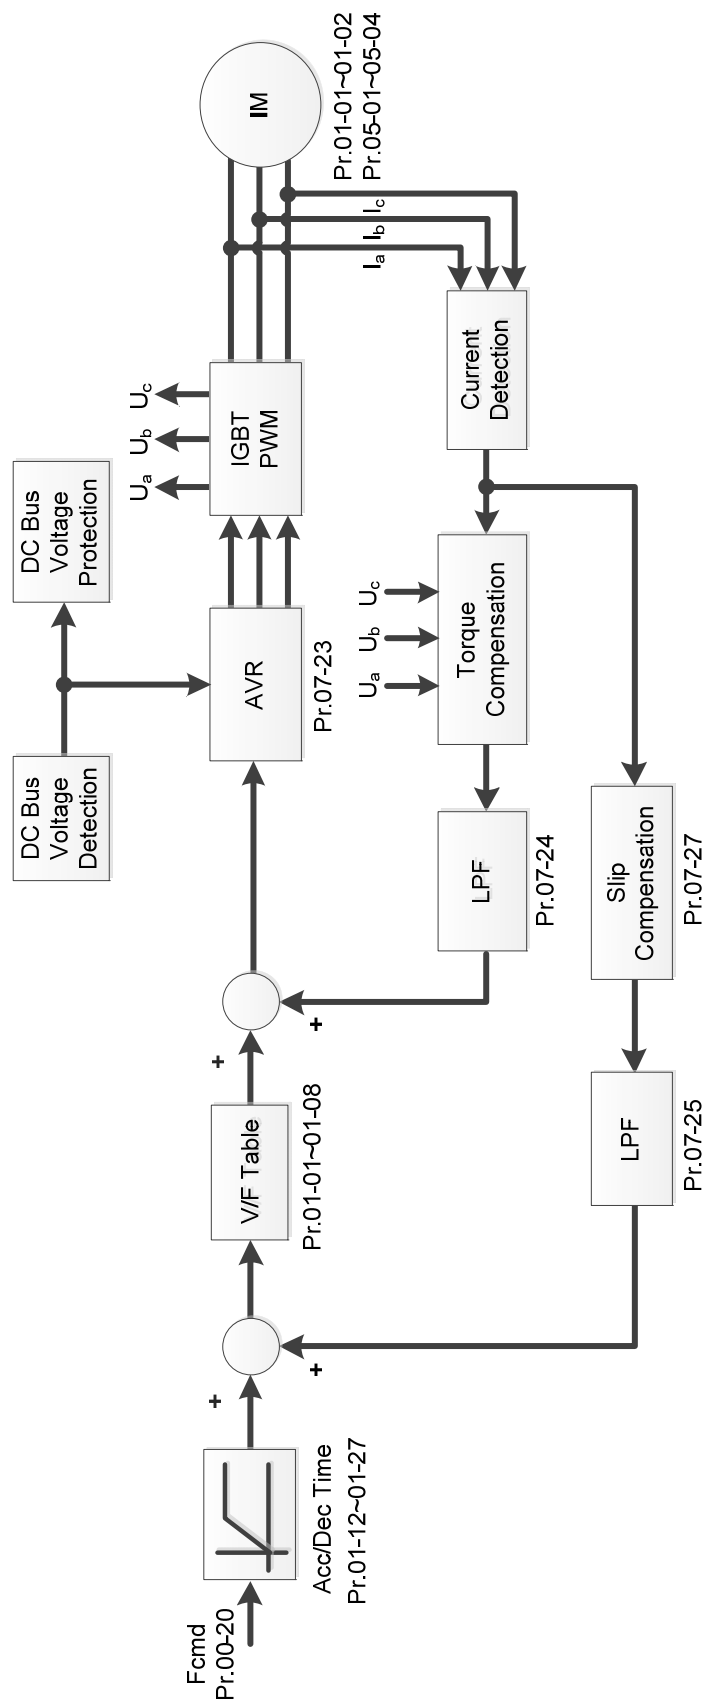 Fcmd
Pr.00-20
Acc/Dec Time
Pr.01-12~01-27
+
+
V/F Table
Pr.01-01~01-08
+
+
DC Bus
Voltage
Detection
DC Bus
Voltage
Protection
AVR
Pr.07-23
IGBT
PWM
Ua
Ub
Uc
IM
Pr.01-01~01-02
Pr.05-01~05-04
Ia
Ib
Ic
Current
Detection
Ua
Ub
Uc
Torque
Compensation
LPF
Pr.07-24
Slip
Compensation
Pr.07-27
LPF
Pr.07-25